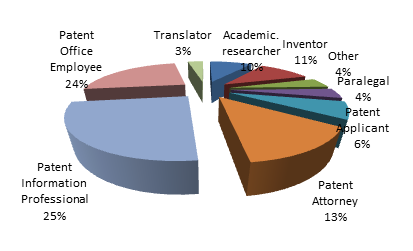 Patent
Office
Employee
24%
Translator
3%
Academic.
researcher
10%
Inventor
11%
Other
4%
Paralegal
4%
Patent
Applicant
6%
Patent
Attorney
13%
Patent
Information
Professional
25%